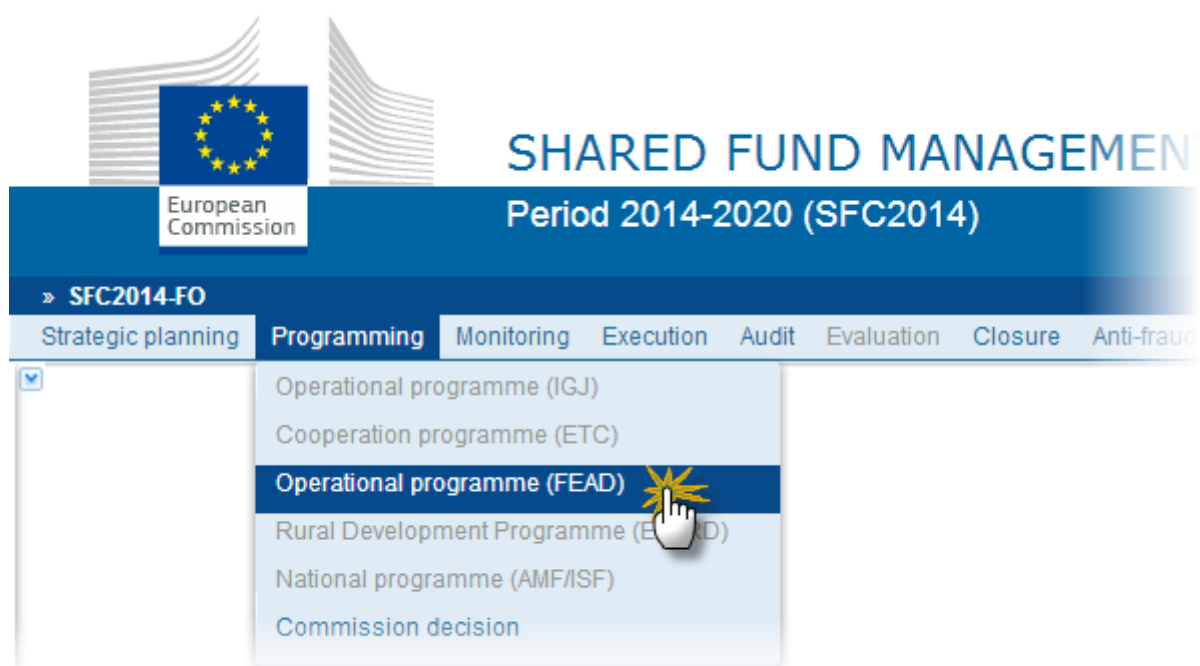 SHARED FUND MANAGEMEN
European
Commission
Period 2014-2020 (SFC2014)
» SFC2014-FO
Strategic planning Programming Monitoring Execution Audit Evaluation Closure Anti-fraud
Operational programme (IGJ)
Cooperation programme (ETC)
Operational programme (FEAD)
Rural Development Programme
National programme (AMF/ISF)
Commission decision